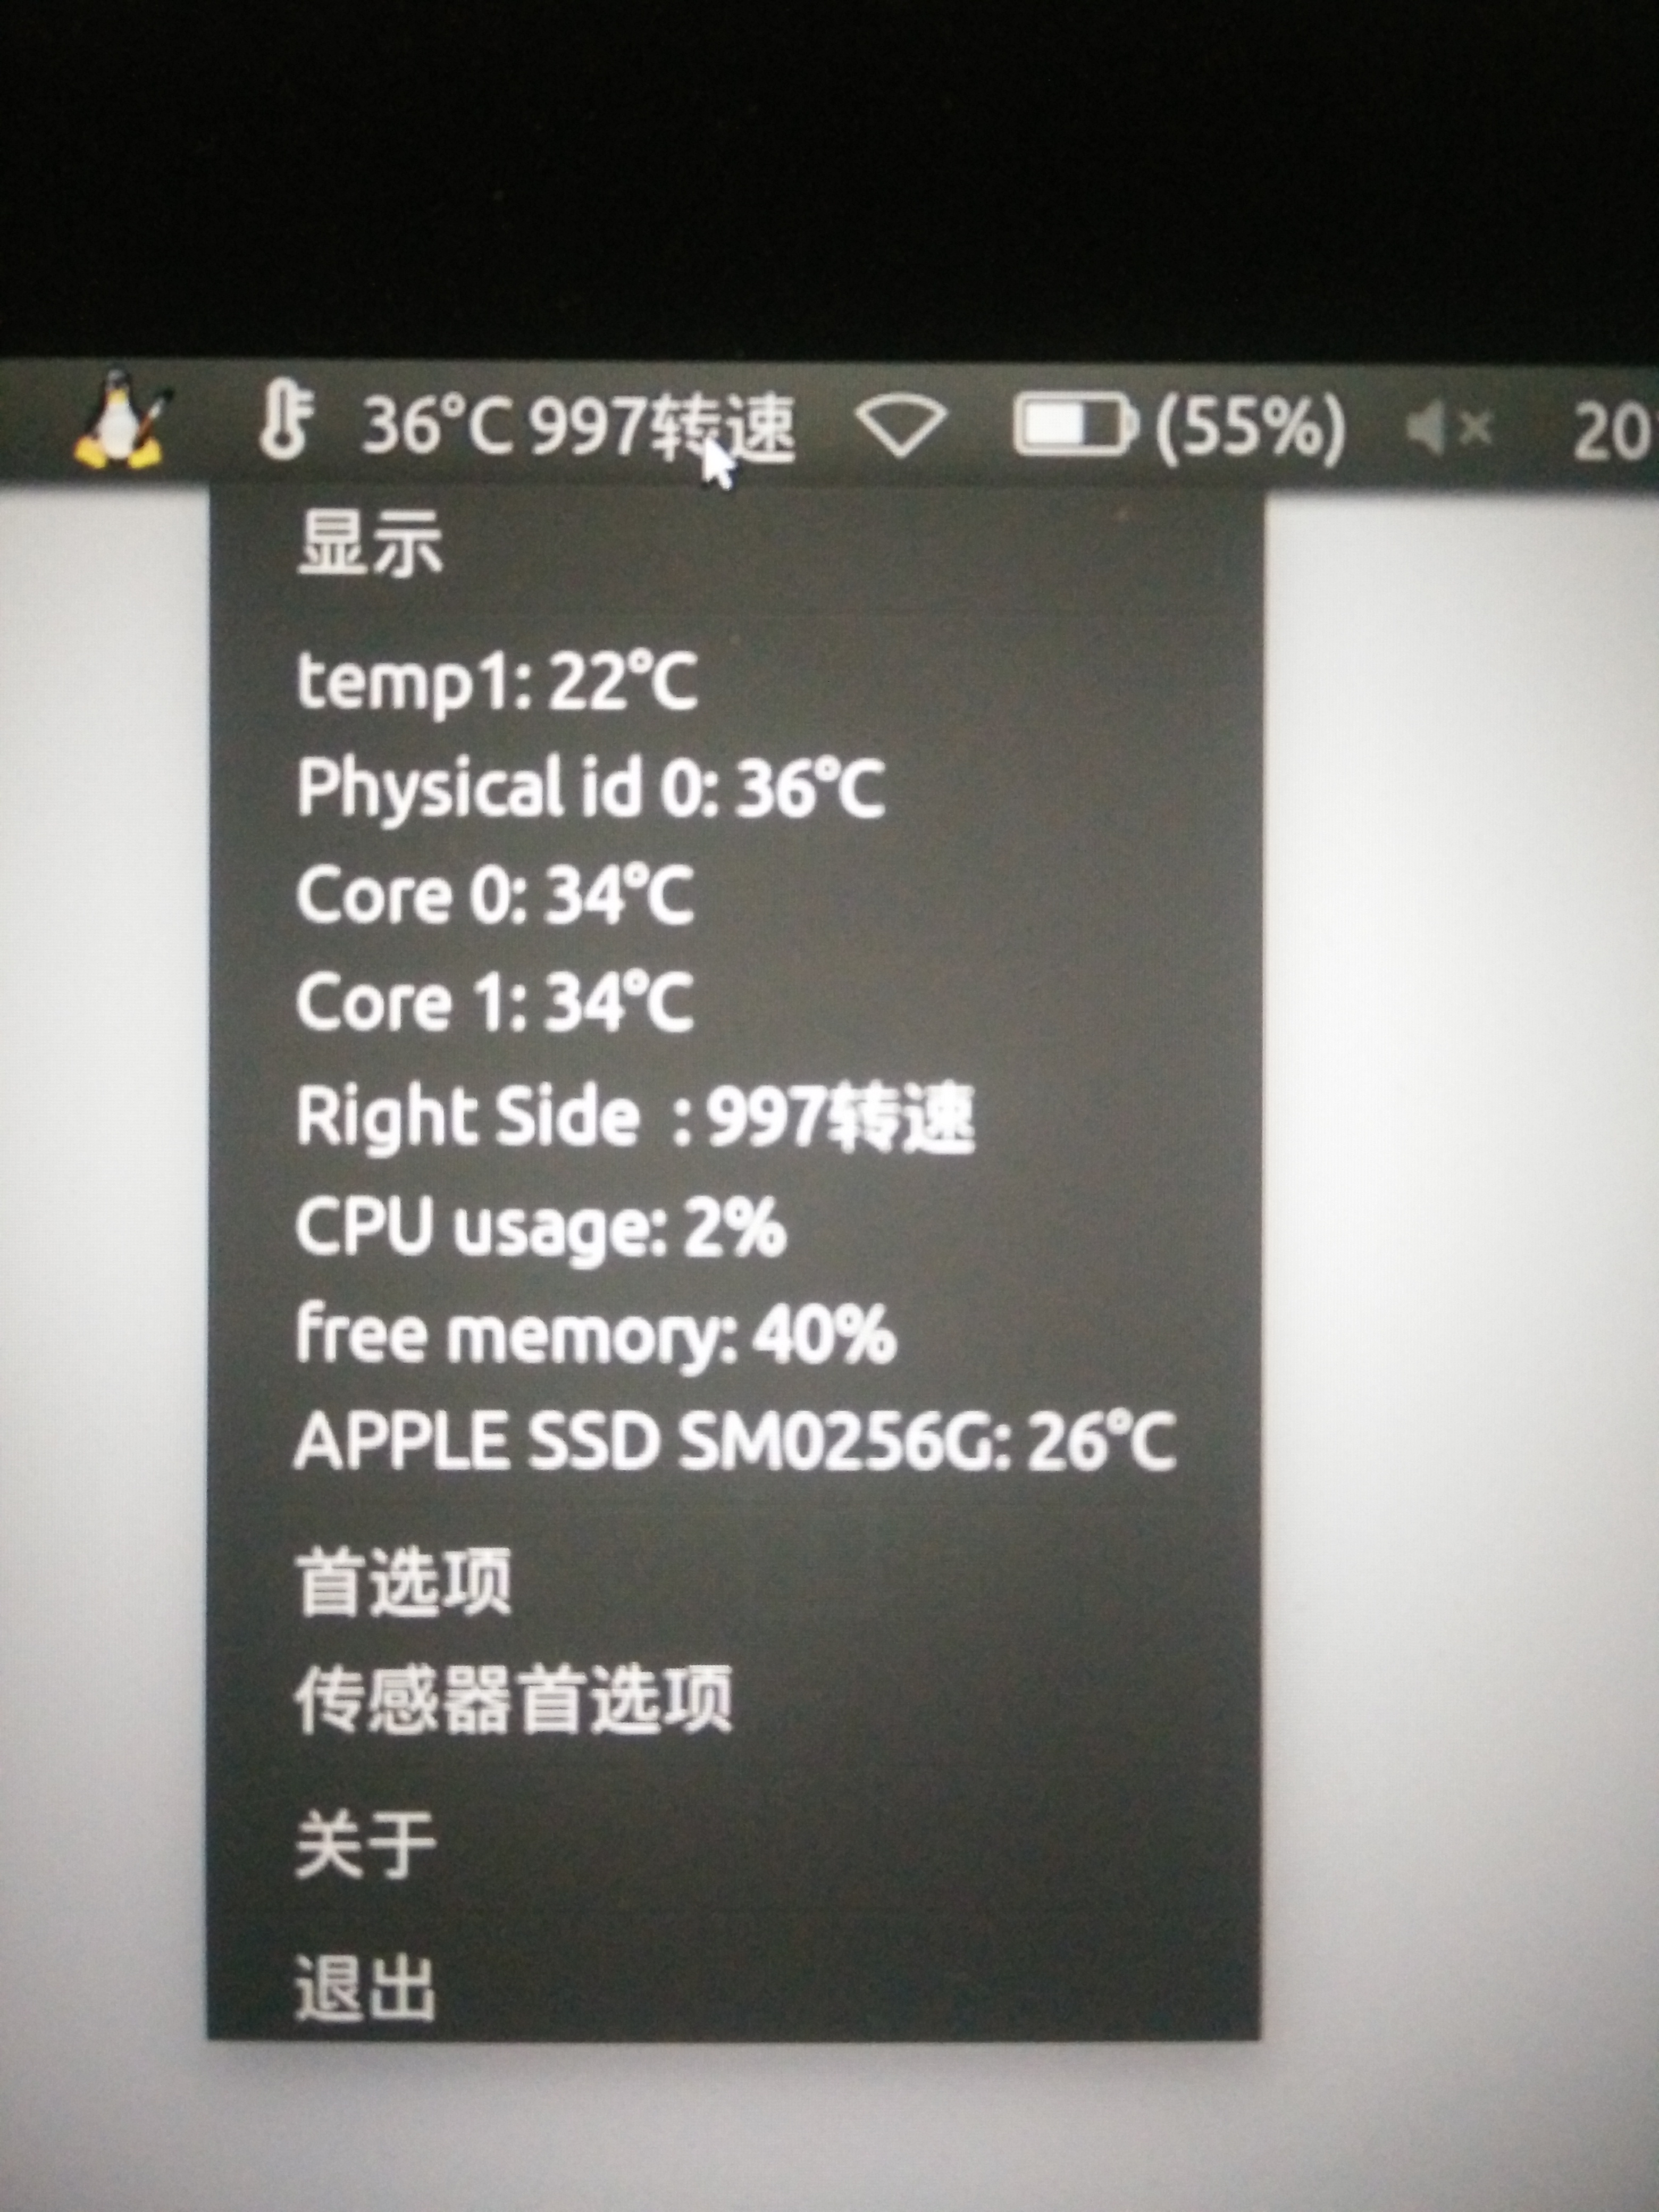 36°C 997转速 (55%) 20
显示
temp1: 22°C
Physical id 0: 36°C
Core 0: 34°C
Core 1: 34°C
Right Side  : 997转速
CPU usage: 2%
free memory: 40%
APPLE SSD SM0256G: 26°C
首选项
传感器首选项
关于
退出